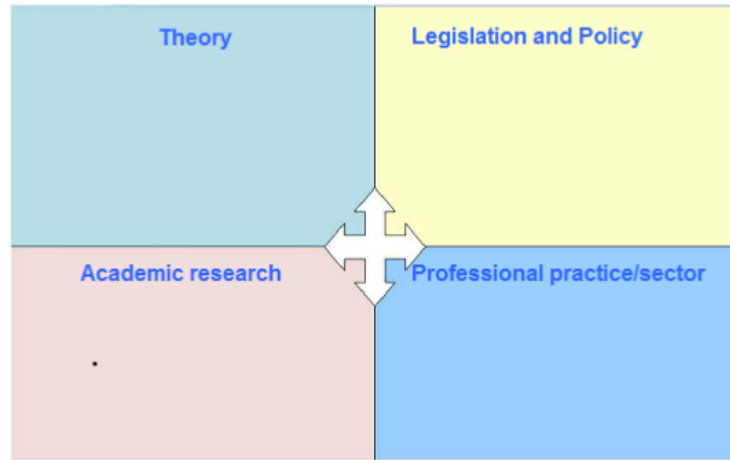 Theory
Legislation and Policy
Academic research
Professional practice/sector